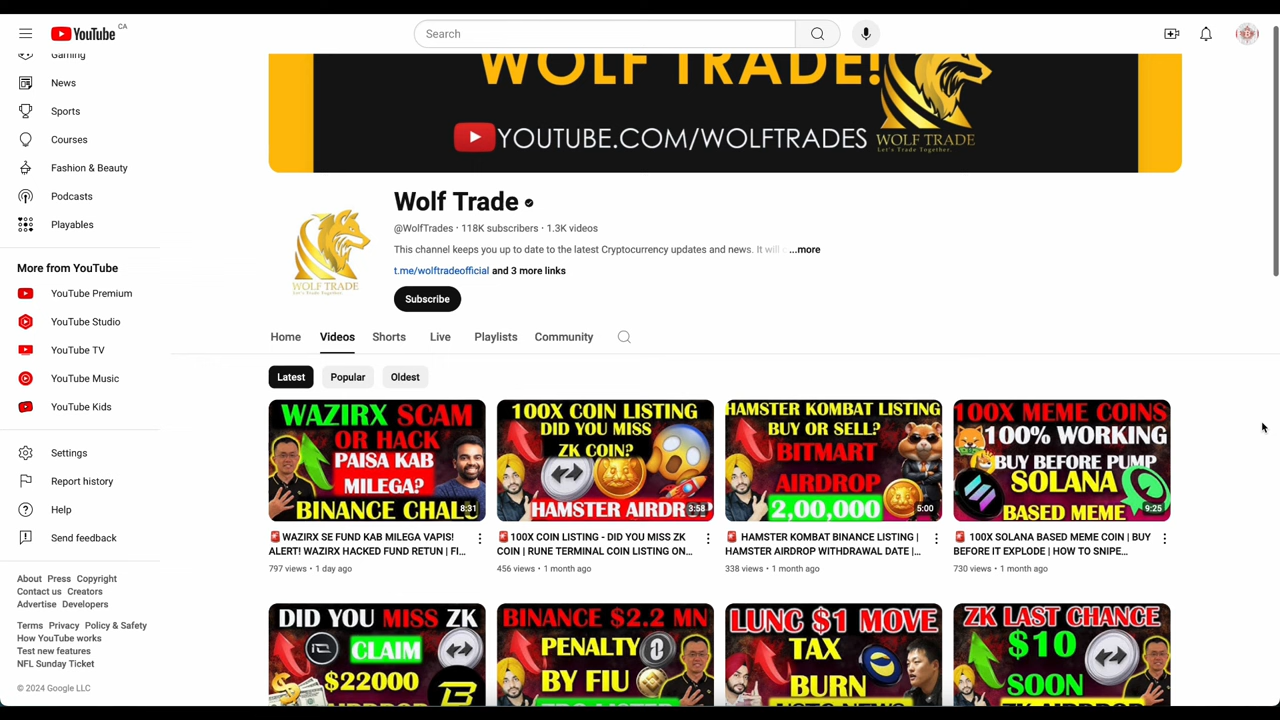 YouTube CA
Search
Gaming
News
Sports
Courses
Fashion & Beauty
Podcasts
Playables
More from YouTube
YouTube Premium
YouTube Studio
YouTube TV
YouTube Music
YouTube Kids
Settings
Report history
Help
Send feedback
About Press Copyright
Contact us Creators
Advertise Developers
Terms Privacy Policy & Safety
How YouTube works
Test new features
NFL Sunday Ticket
© 2024 Google LLC
WOLF TRADE!
YOUTUBE.COM/WOLFTRADES
WOLF TRADE
Let's Trade Together.
WOLF TRADE
Let's Trade Together.
Wolf Trade
@WolfTrades · 118K subscribers · 1.3K videos
This channel keeps you up to date to the latest Cryptocurrency updates and news. It will ...more
t.me/wolftradeofficial and 3 more links
Subscribe
Home Videos Shorts Live Playlists Community
Latest Popular Oldest
WAZIRX SCAM
OR HACK
PAISA KAB
MILEGA?
BINANCE CHALU
8:31
WAZIRX SE FUND KAB MILEGA VAPIS!
ALERT! WAZIRX HACKED FUND RETUN | FI...
797 views · 1 day ago
100X COIN LISTING
DID YOU MISS
ZK COIN?
HAMSTER AIRDR
3:58
100X COIN LISTING - DID YOU MISS ZK
COIN | RUNE TERMINAL COIN LISTING ON...
456 views · 1 month ago
HAMSTER KOMBAT LISTING
BUY OR SELL?
BITMART
AIRDROP
2,00,000
5:00
HAMSTER KOMBAT BINANCE LISTING |
HAMSTER AIRDROP WITHDRAWAL DATE |...
338 views · 1 month ago
100X MEME COINS
100% WORKING
BUY BEFORE PUMP
SOLANA
BASED MEME
9:25
100X SOLANA BASED MEME COIN | BUY
BEFORE IT EXPLODE | HOW TO SNIPE...
730 views · 1 month ago
DID YOU MISS ZK
CLAIM
$22000
AIRDROP
BINANCE $2.2 MN
PENALTY
BY FIU
LUNC $1 MOVE
TAX
BURN
ZK LAST CHANCE
$10
SOON
ZK AIRDROP